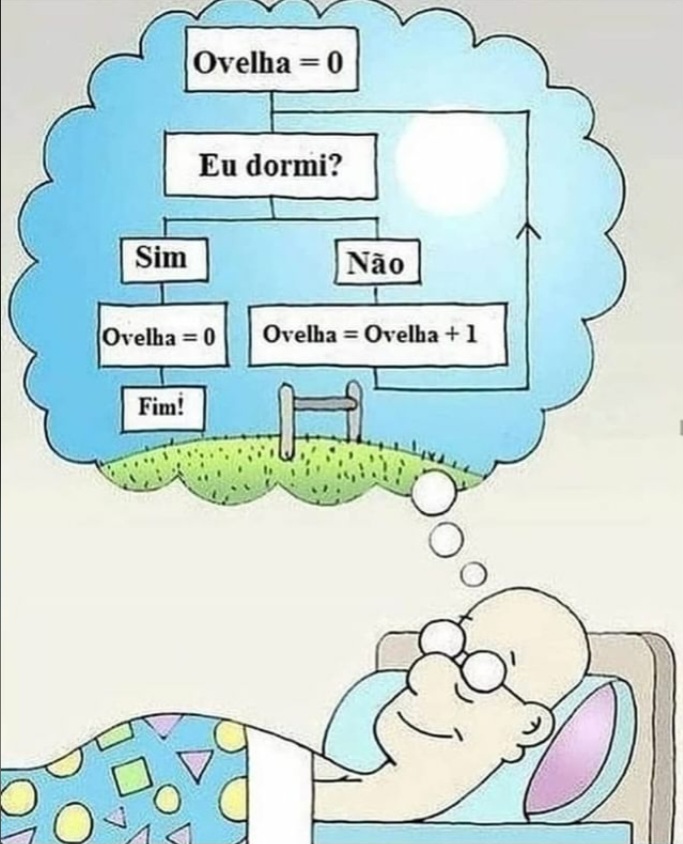 Ovelha = 0
Eu dormi?
Sim
Não
Ovelha = 0
Ovelha = Ovelha + 1
Fim!